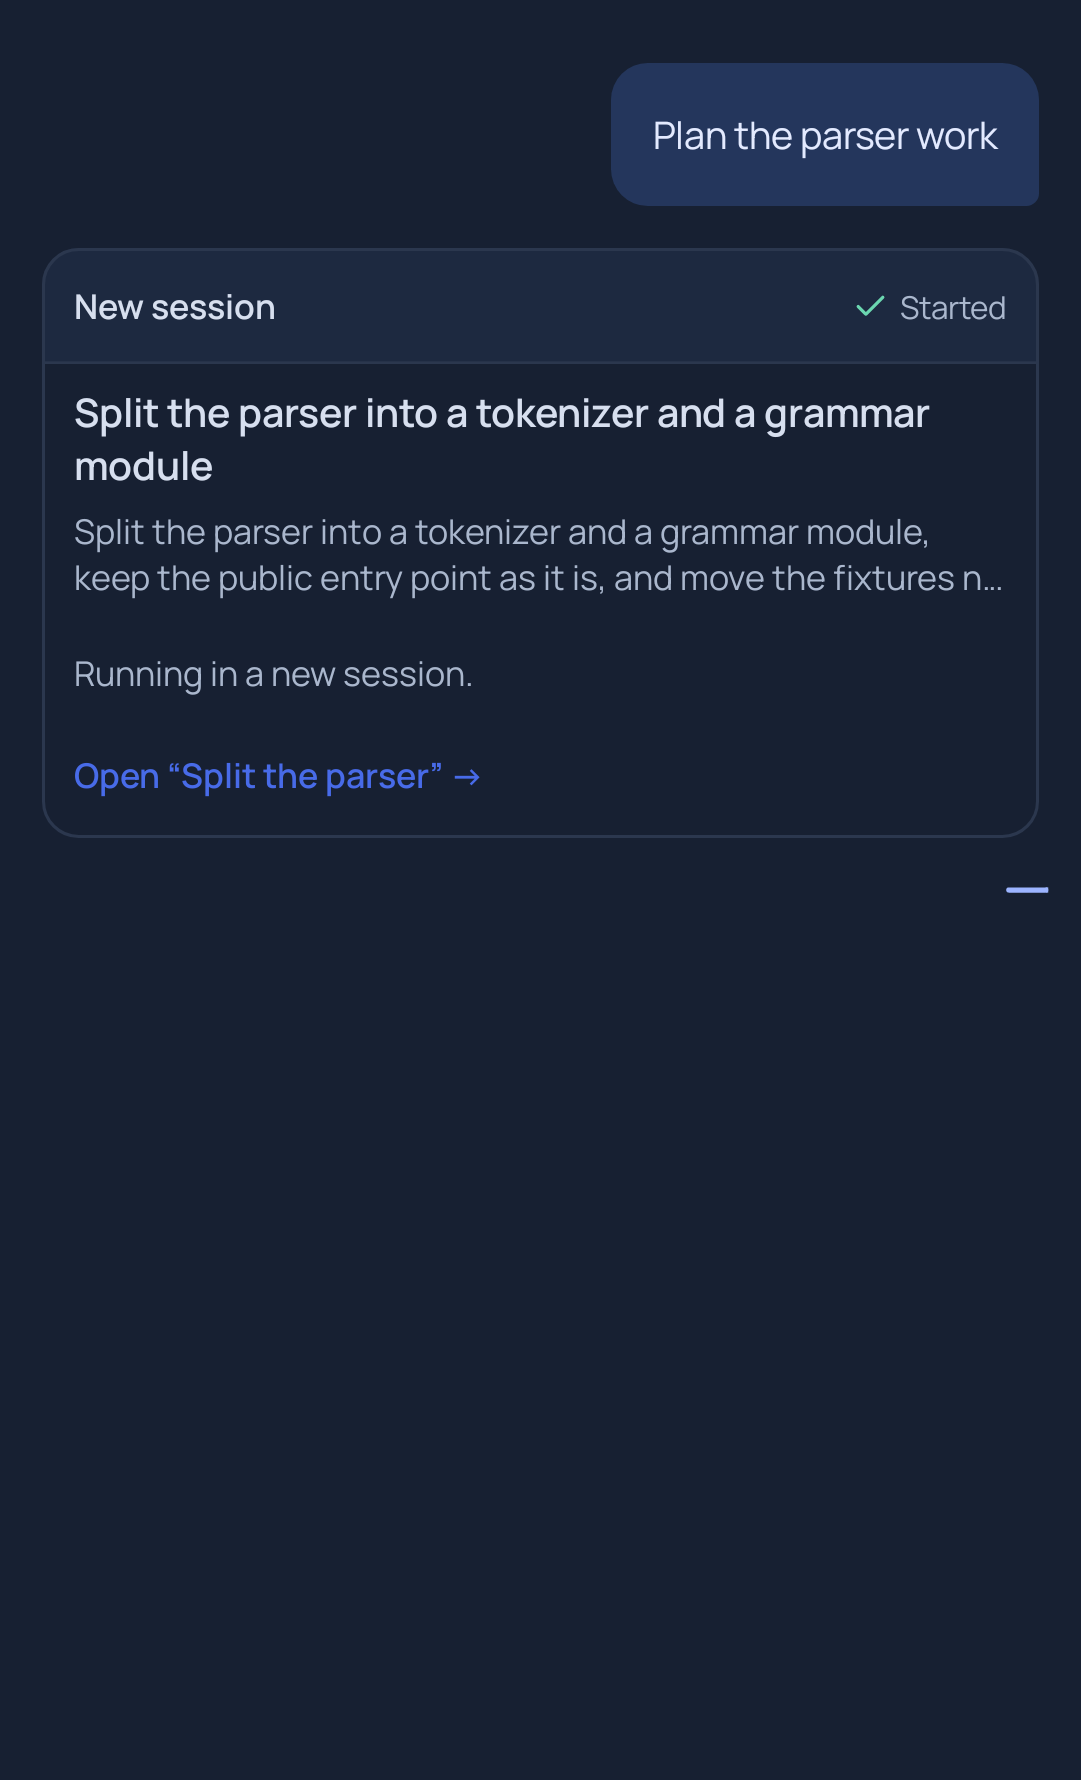 Plan the parser work
New session
Started
Split the parser into a tokenizer and a grammar
module
Split the parser into a tokenizer and a grammar module,
keep the public entry point as it is, and move the fixtures n…
Running in a new session.
Open “Split the parser” →